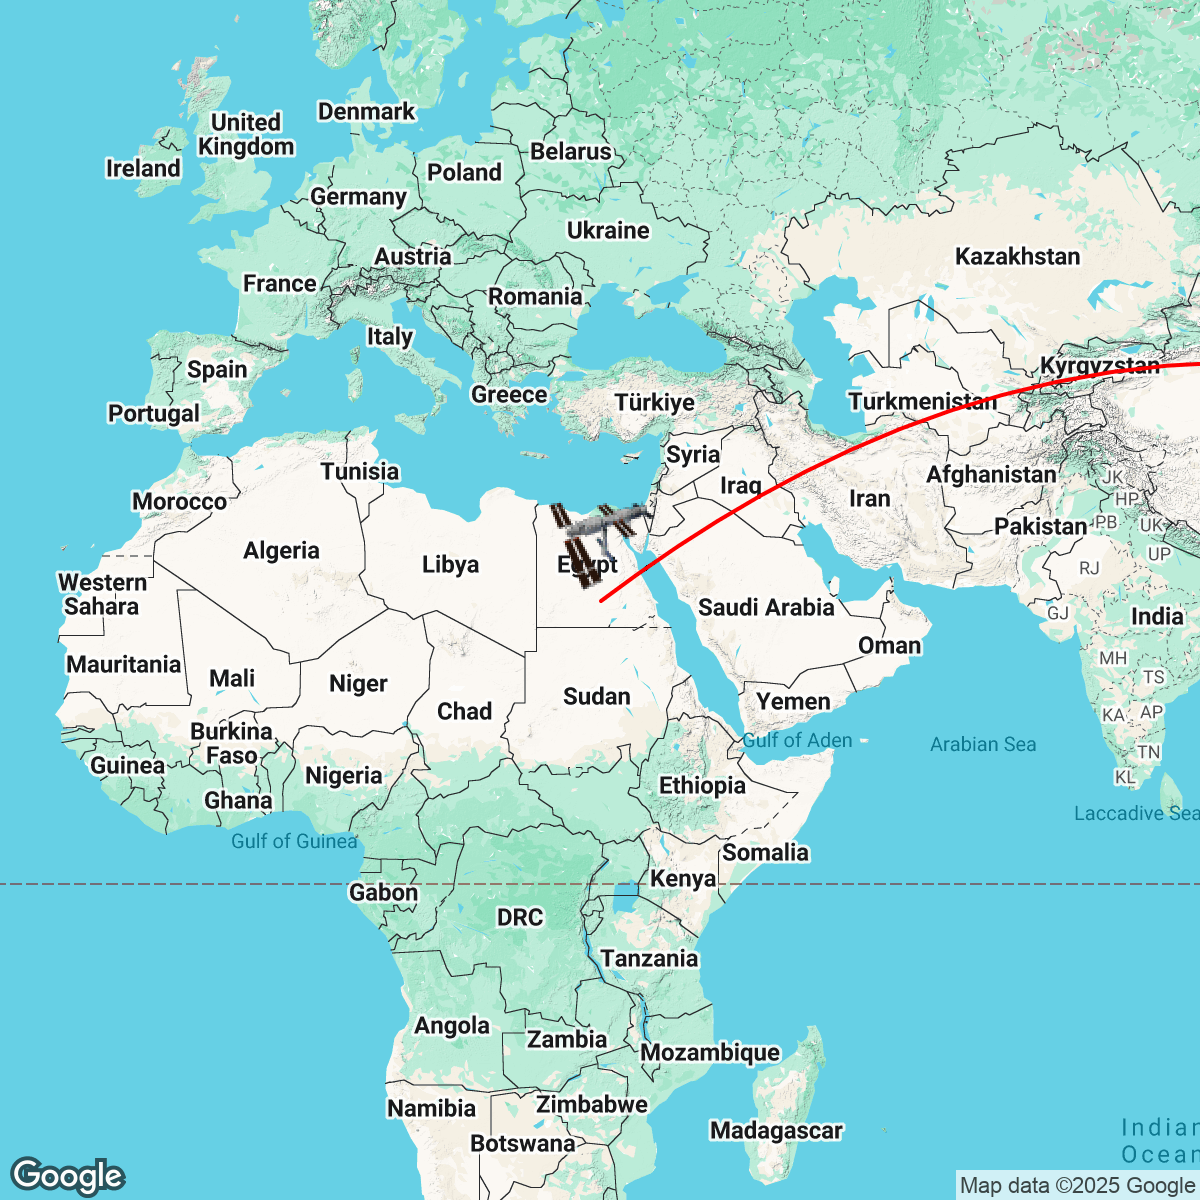 Denmark
United
Kingdom
Ireland
Belarus
Poland
Germany
Ukraine
Austria
Kazakhstan
France
Romania
Italy
Spain
Kyrgyzstan
Greece
Türkiye
Turkmenistan
Portugal
Syria
Tunisia
Afghanistan
JK
Iraq
Iran
HP
Morocco
Pakistan
PB
UK
Algeria
Libya
Egypt
UP
RJ
Western
Sahara
Saudi Arabia
GJ
India
Oman
Mauritania
MH
Mali
Niger
TS
Sudan
Yemen
Chad
KA
AP
Burkina
Faso
Gulf of Aden
Arabian Sea
TN
Guinea
Nigeria
KL
Ethiopia
Ghana
Laccadive Sea
Gulf of Guinea
Somalia
Kenya
Gabon
DRC
Tanzania
Angola
Zambia
Mozambique
Namibia
Zimbabwe
Botswana
Madagascar
Indian
Ocean
Google
Map data ©2025 Google